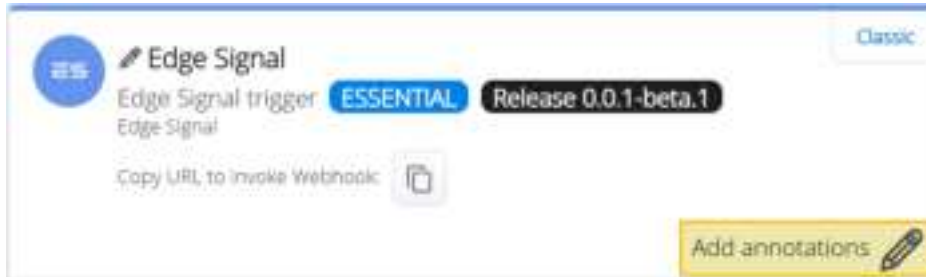 Classic
ES
Edge Signal
Edge Signal trigger ESSENTIAL Release 0.0.1-beta.1
Edge Signal
Copy URL to invoke Webhook:
Add annotations